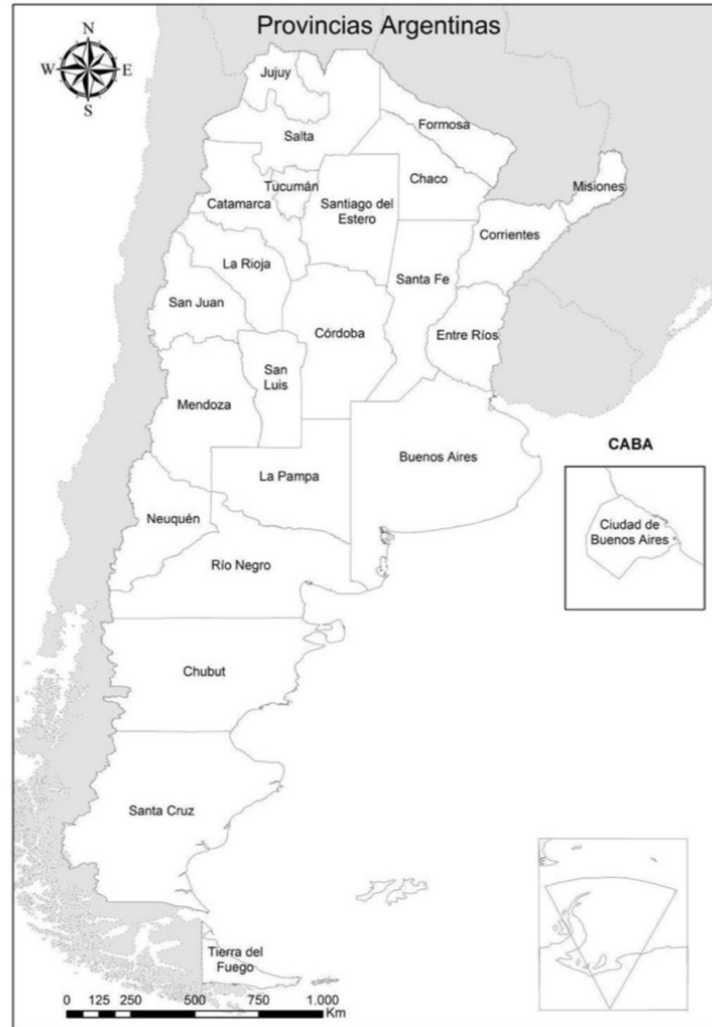 Provincias Argentinas
N
W E
S
Jujuy
Salta
Formosa
Chaco
Misiones
Tucumán
Catamarca
Santiago del
Estero
Corrientes
La Rioja
Santa Fe
San Juan
Córdoba
Entre Ríos
San
Luis
Mendoza
CABA
Buenos Aires
La Pampa
Neuquén
Ciudad de
Buenos Aires
Río Negro
Chubut
Santa Cruz
Tierra del
Fuego
0 125 250 500 750 1.000
Km